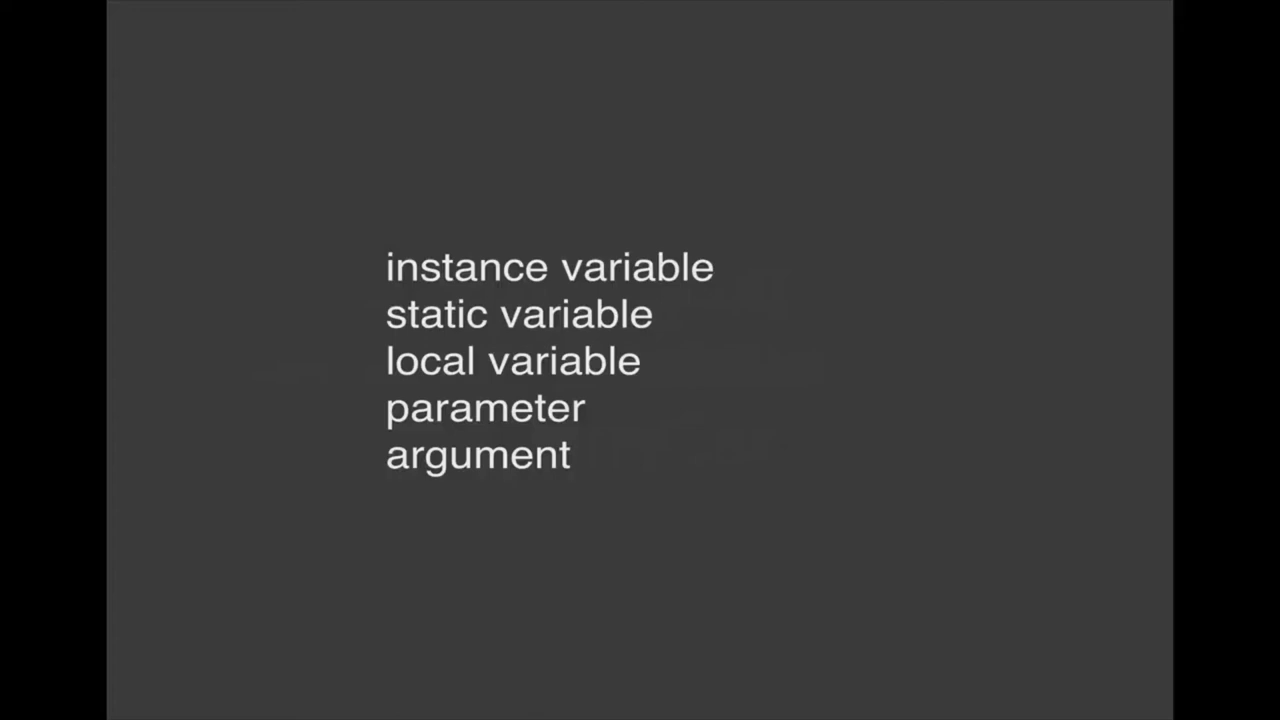 instance variable
static variable
local variable
parameter
argument